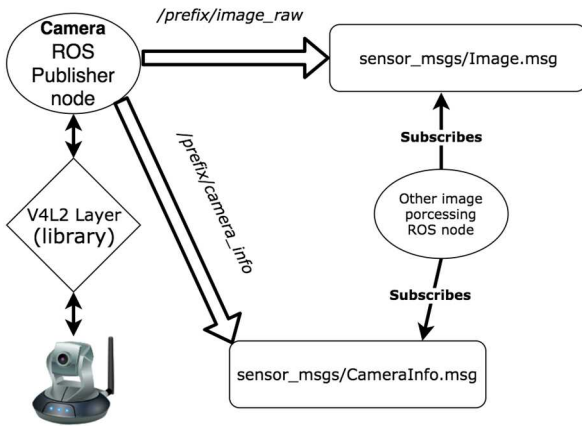 /prefix/image_raw
Camera
ROS
Publisher
node
sensor_msgs/Image.msg
Subscribes
/prefix/camera_info
V4L2 Layer
(library)
Other image
porcessing
ROS node
Subscribes
sensor_msgs/CameraInfo.msg